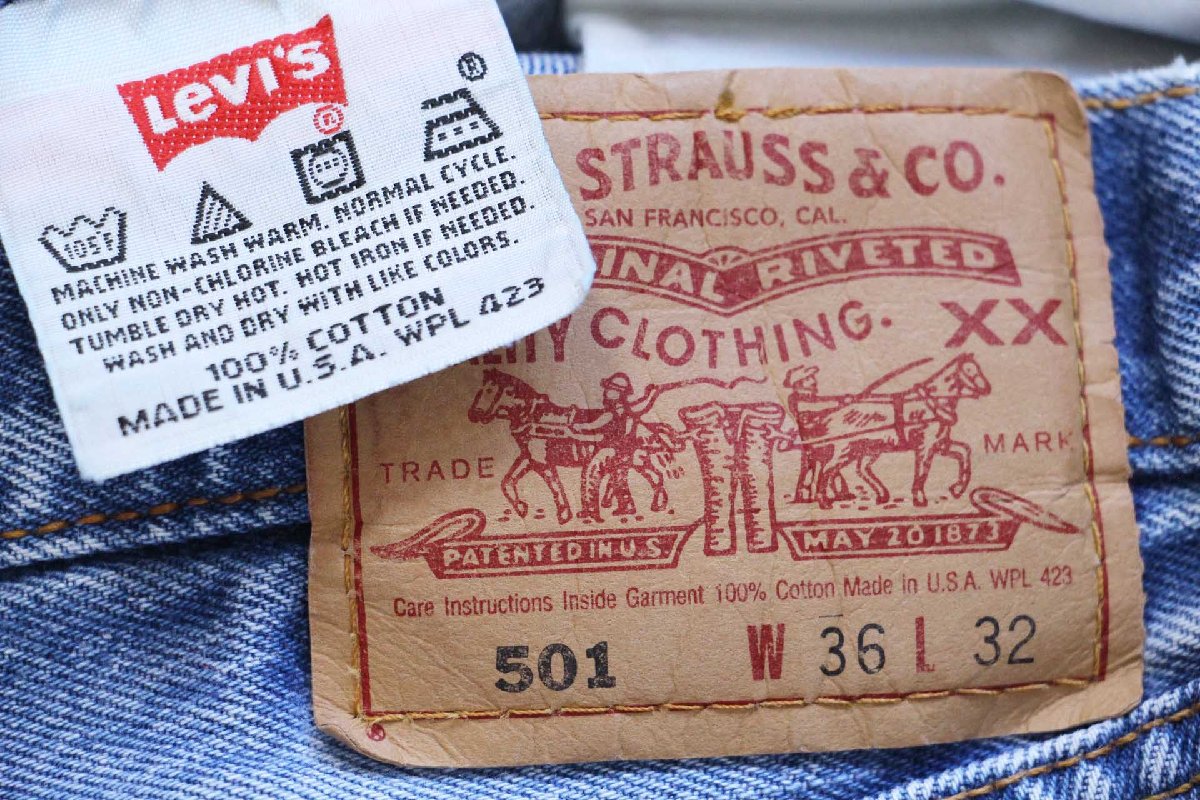 Levi's
®
®
105F
MACHINE WASH WARM. NORMAL CYCLE.
ONLY NON-CHLORINE BLEACH IF NEEDED.
TUMBLE DRY HOT. HOT IRON IF NEEDED.
WASH AND DRY WITH LIKE COLORS.
100% COTTON
MADE IN U.S.A. WPL 423
STRAUSS & CO.
SAN FRANCISCO, CAL.
INAL RIVETED
LITY CLOTHING.
XX
TRADE MARK
PATENTED IN U.S. MAY 20 1873
Care Instructions Inside Garment 100% Cotton Made in U.S.A. WPL 423
501 W 36 L 32
®